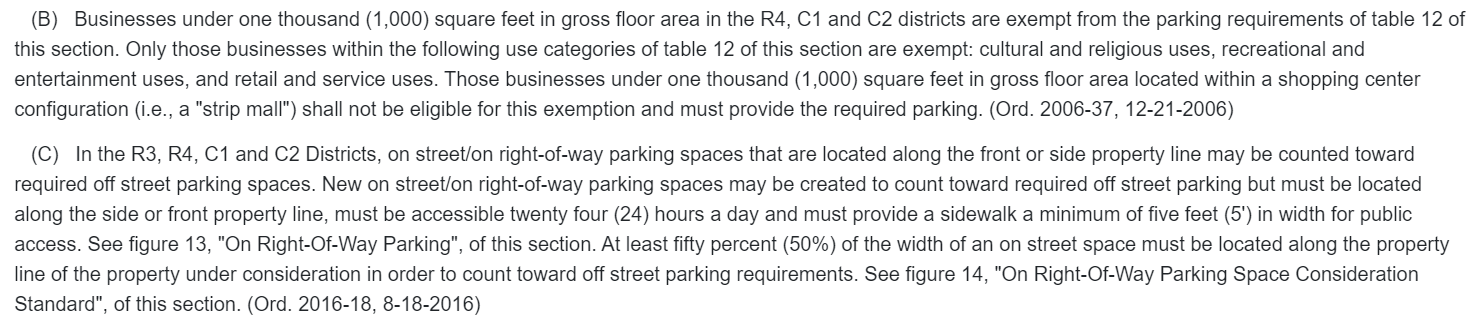 (B) Businesses under one thousand (1,000) square feet in gross floor area in the R4, C1 and C2 districts are exempt from the parking requirements of table 12 of
this section. Only those businesses within the following use categories of table 12 of this section are exempt: cultural and religious uses, recreational and
entertainment uses, and retail and service uses. Those businesses under one thousand (1,000) square feet in gross floor area located within a shopping center
configuration (i.e., a "strip mall") shall not be eligible for this exemption and must provide the required parking. (Ord. 2006-37, 12-21-2006)
(C) In the R3, R4, C1 and C2 Districts, on street/on right-of-way parking spaces that are located along the front or side property line may be counted toward
required off street parking spaces. New on street/on right-of-way parking spaces may be created to count toward required off street parking but must be located
along the side or front property line, must be accessible twenty four (24) hours a day and must provide a sidewalk a minimum of five feet (5') in width for public
access. See figure 13, "On Right-Of-Way Parking", of this section. At least fifty percent (50%) of the width of an on street space must be located along the property
line of the property under consideration in order to count toward off street parking requirements. See figure 14, "On Right-Of-Way Parking Space Consideration
Standard", of this section. (Ord. 2016-18, 8-18-2016)